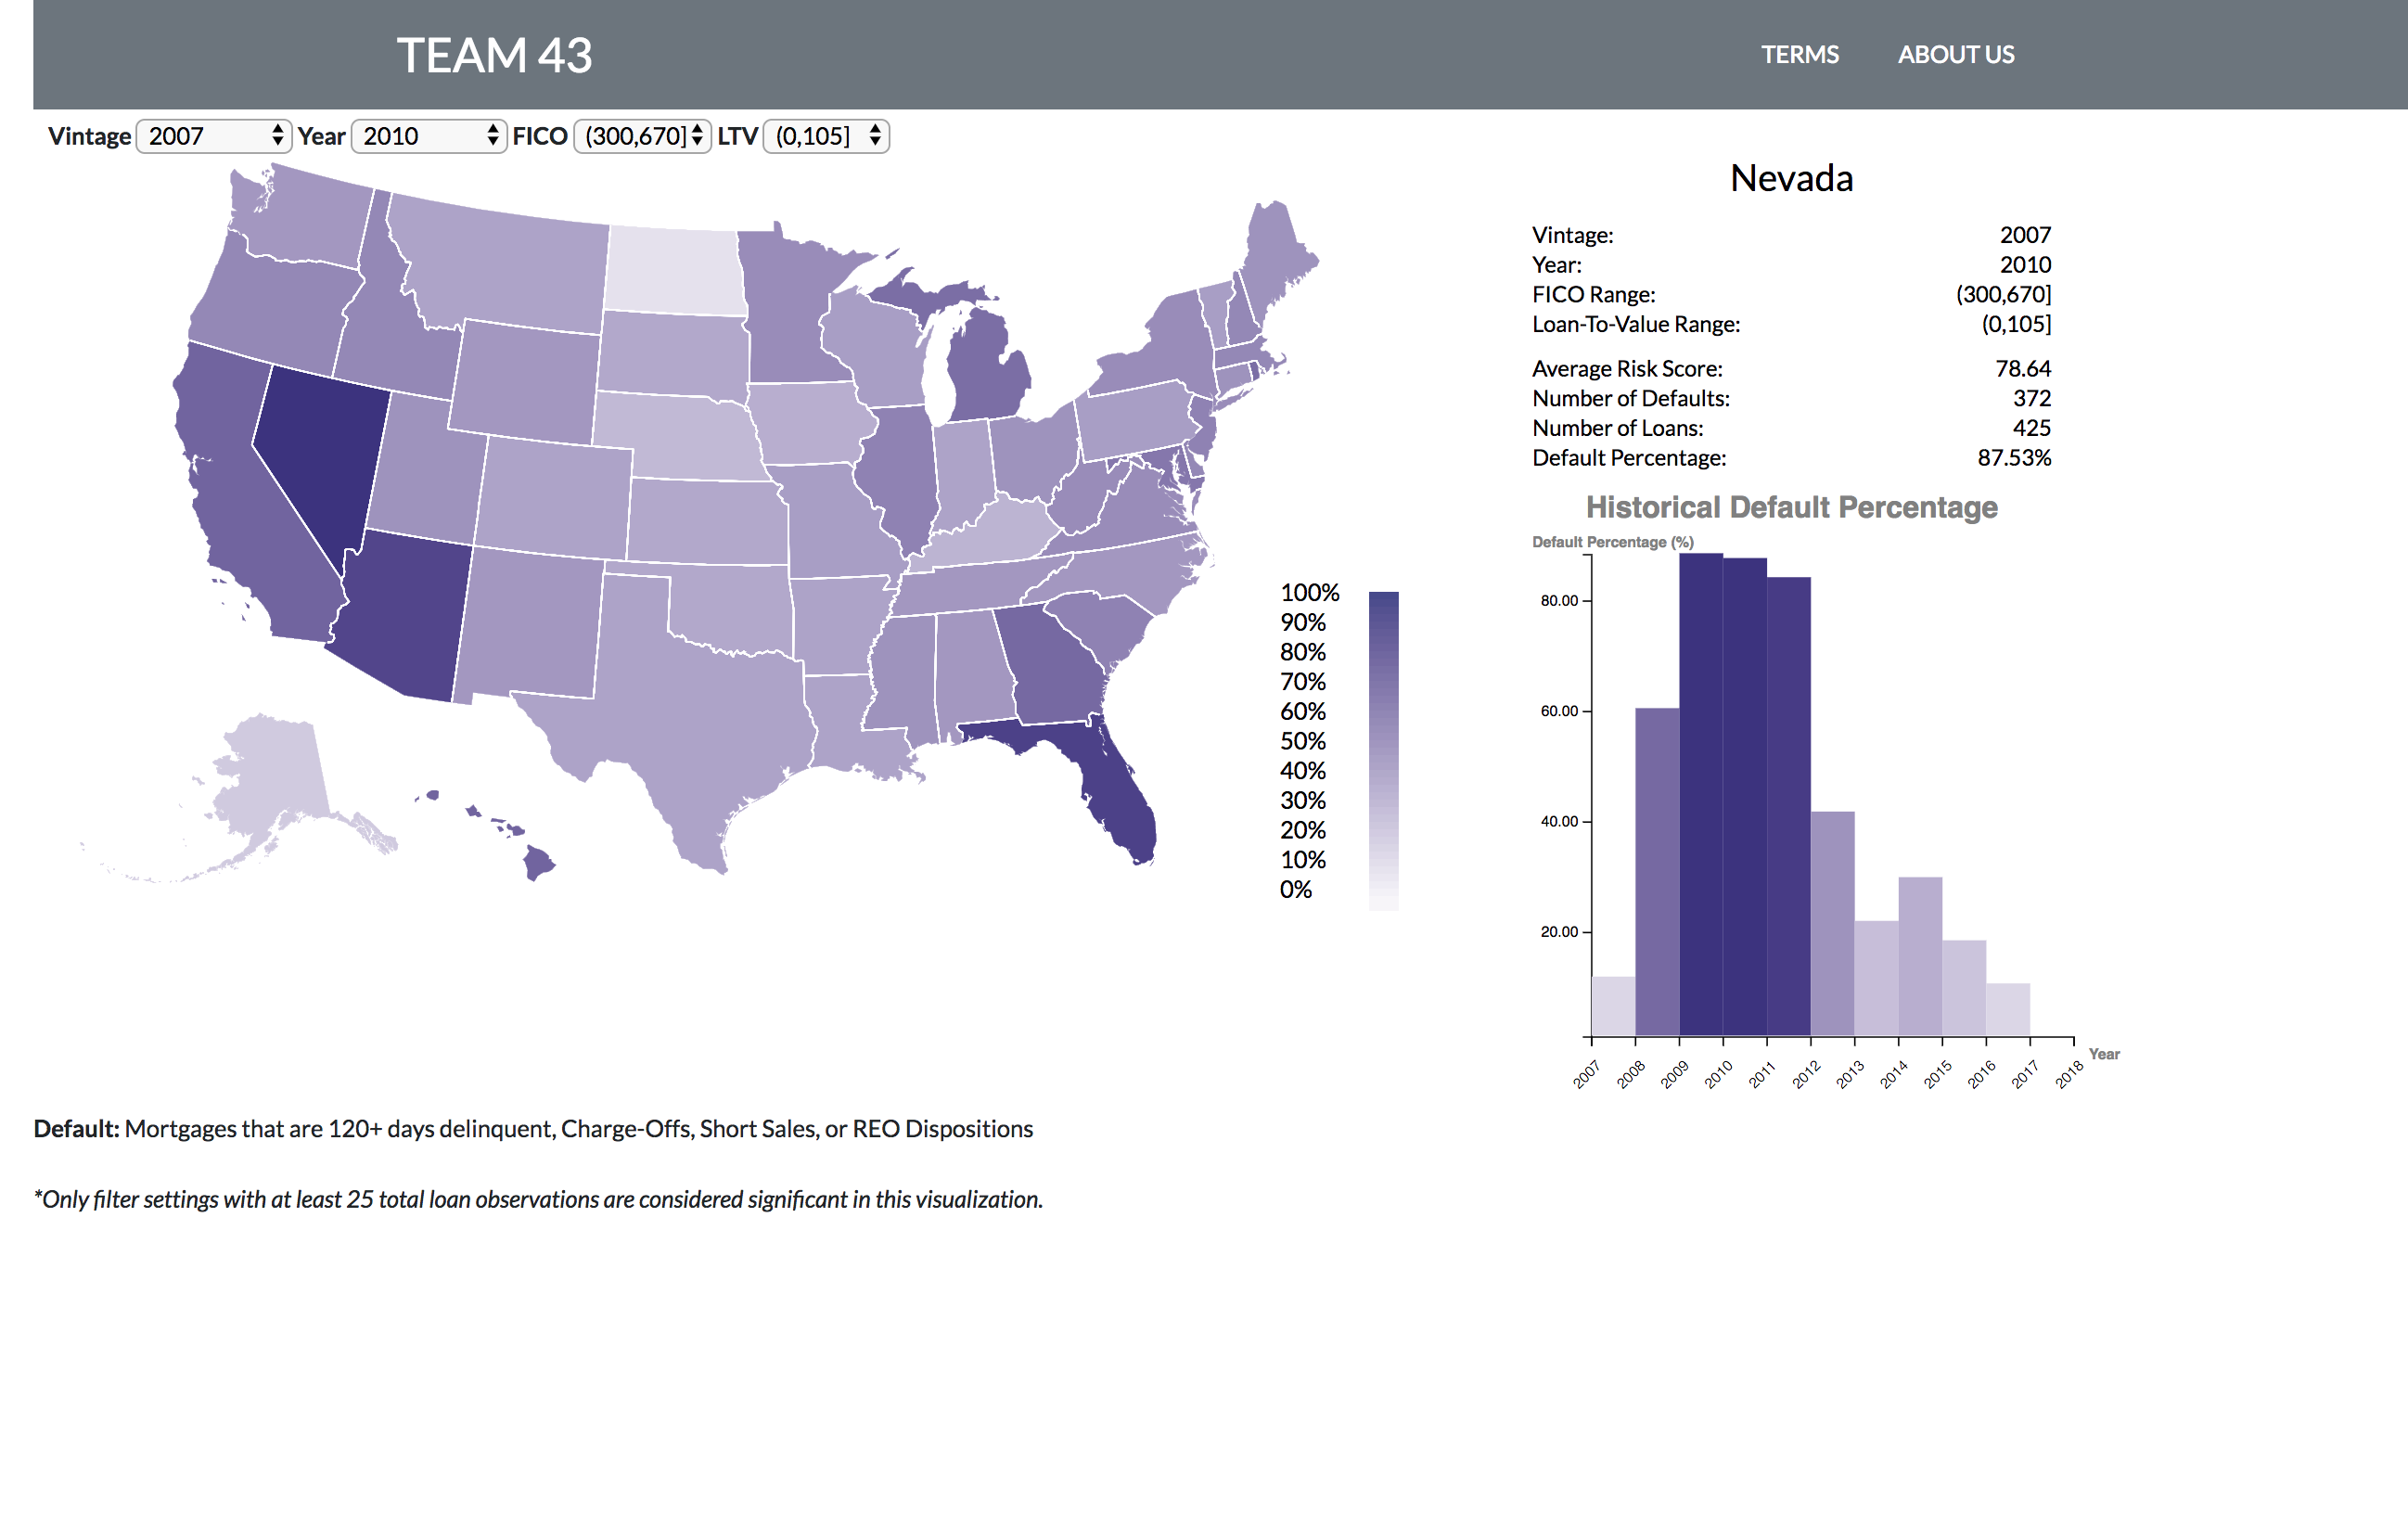 TEAM 43
TERMS ABOUT US
Vintage 2007 Year 2010 FICO (300,670] LTV (0,105]
Nevada
Vintage: 2007
Year: 2010
FICO Range: (300,670]
Loan-To-Value Range: (0,105]
Average Risk Score: 78.64
Number of Defaults: 372
Number of Loans: 425
Default Percentage: 87.53%
Historical Default Percentage
Default Percentage (%)
80.00
60.00
40.00
20.00
2007 2008 2009 2010 2011 2012 2013 2014 2015 2016 2017 2018
Year
100%
90%
80%
70%
60%
50%
40%
30%
20%
10%
0%
Default: Mortgages that are 120+ days delinquent, Charge-Offs, Short Sales, or REO Dispositions
*Only filter settings with at least 25 total loan observations are considered significant in this visualization.